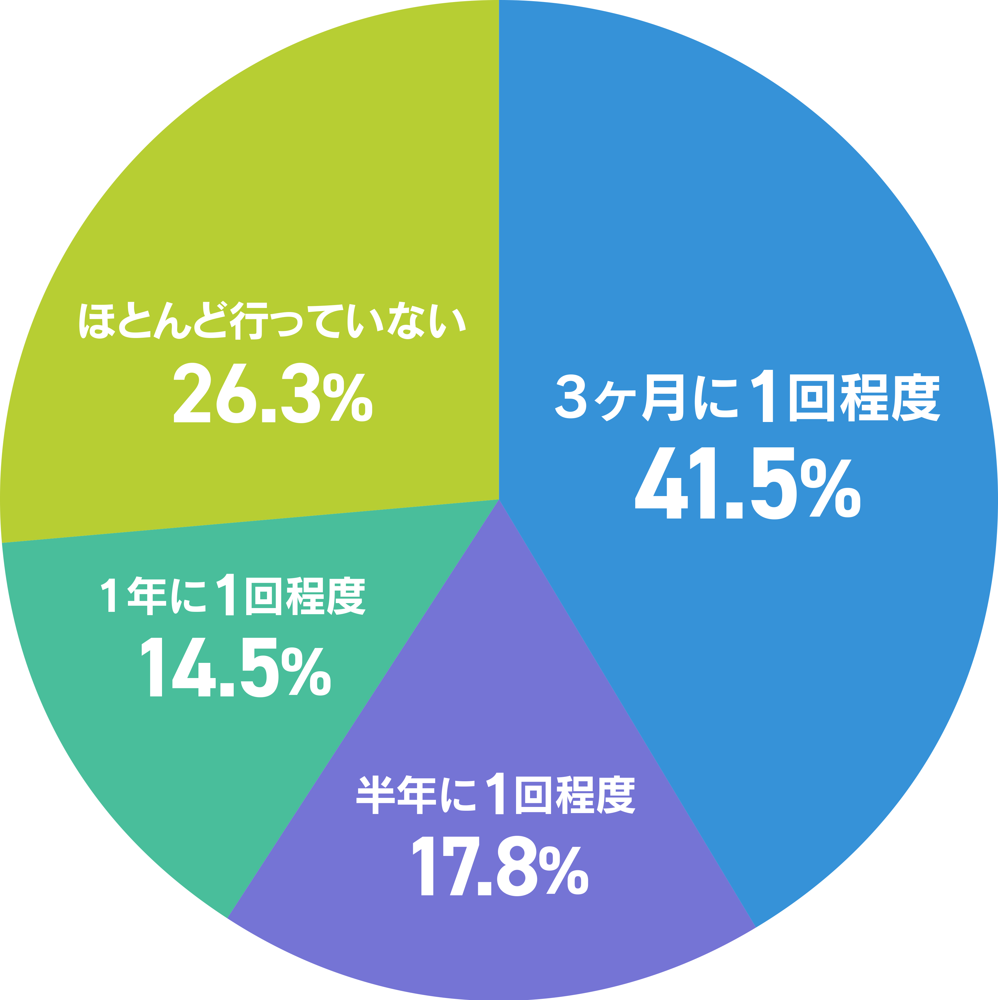 ほとんど行っていない
26.3%
3ヶ月に1回程度
41.5%
1年に1回程度
14.5%
半年に1回程度
17.8%